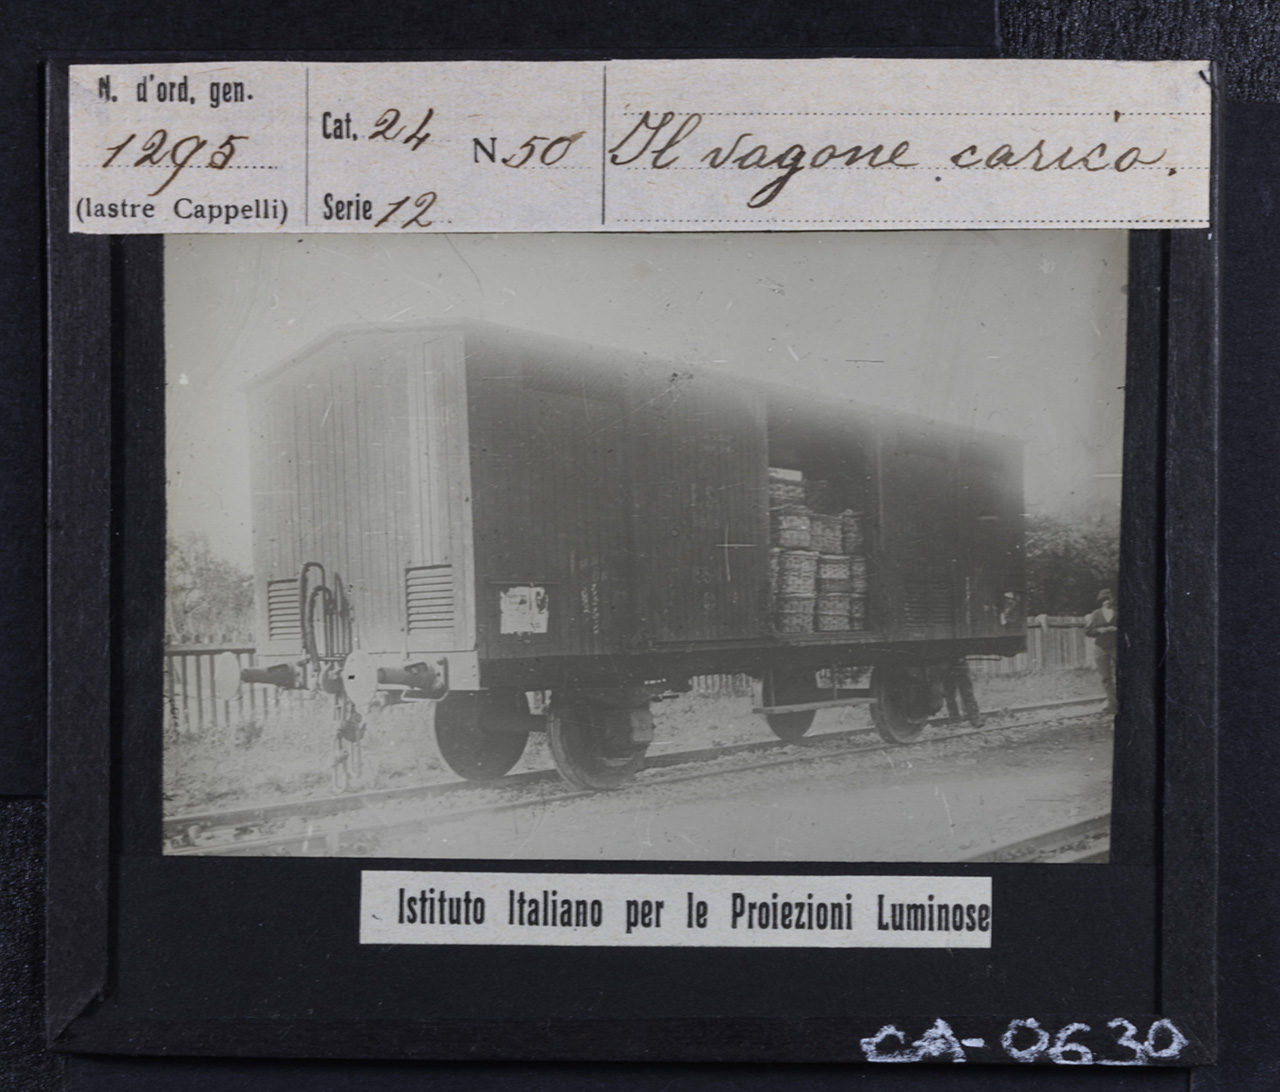 N. d'ord. gen.
1295
(lastre Cappelli)
Cat. 24
N 50
Serie 12
Il vagone carico.
Istituto Italiano per le Proiezioni Luminose
CA-0630